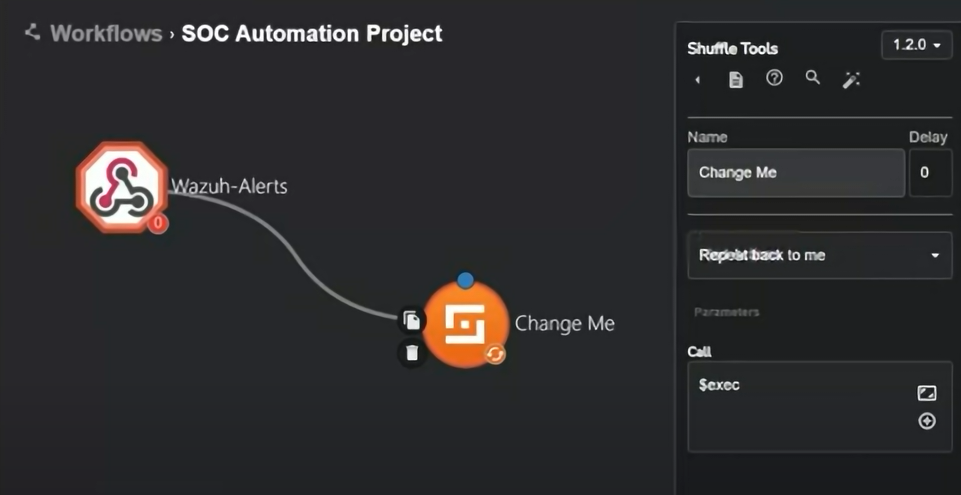 Workflows › SOC Automation Project
Shuffle Tools
1.2.0
Name
Delay
Change Me
0
Wazuh-Alerts
0
Repeat back to me
Parameters
Change Me
Call
$exec